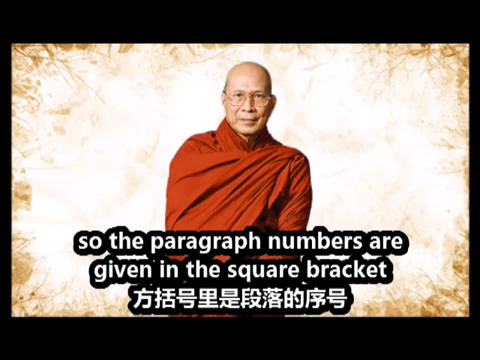 so the paragraph numbers are
given in the square bracket
方括号里是段落的序号